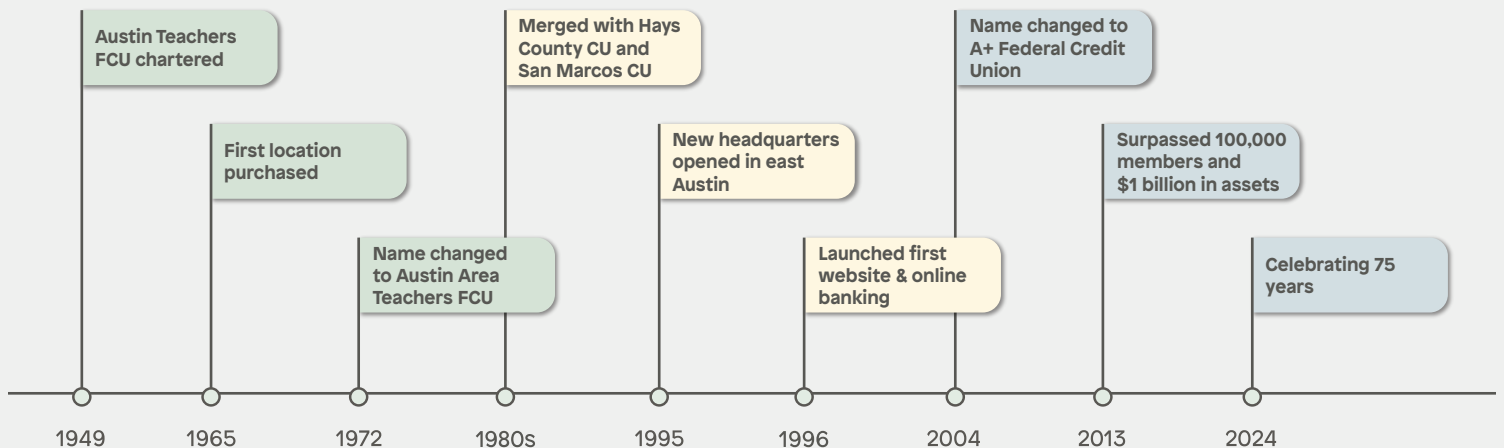 Austin Teachers
FCU chartered
First location
purchased
Name changed
to Austin Area
Teachers FCU
Merged with Hays
County CU and
San Marcos CU
New headquarters
opened in east
Austin
Launched first
website & online
banking
Name changed to
A+ Federal Credit
Union
Surpassed 100,000
members and
$1 billion in assets
Celebrating 75
years
1949 1965 1972 1980s 1995 1996 2004 2013 2024